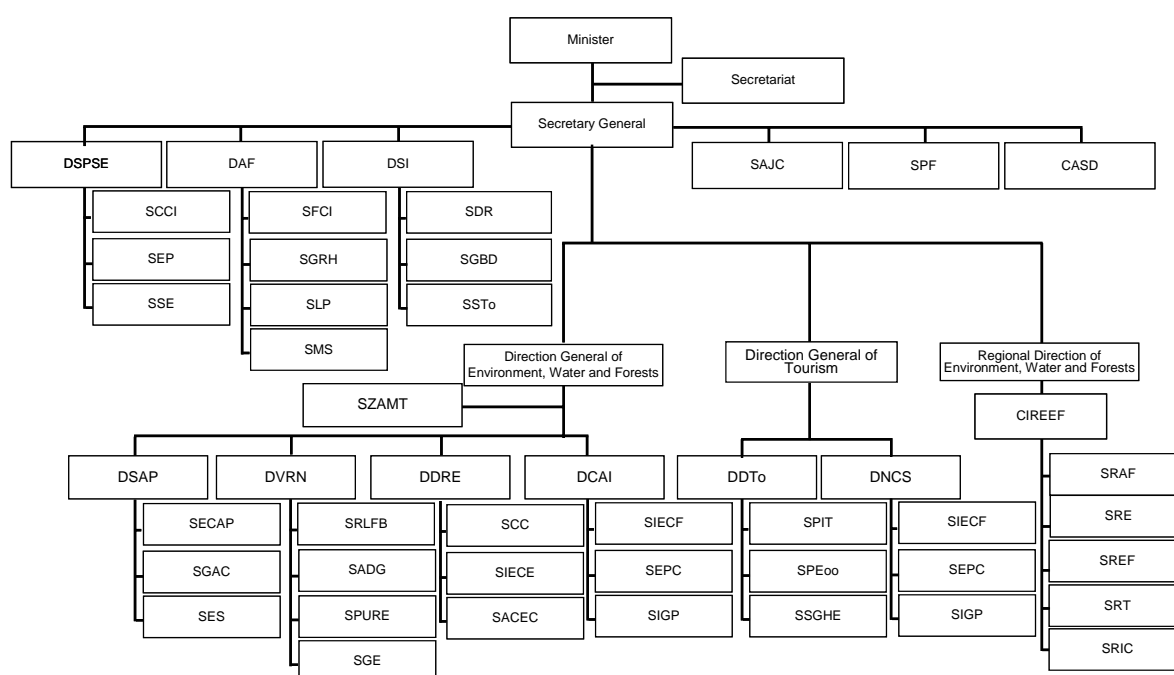 Minister
Secretariat
Secretary General
DSPSE
DAF
DSI
SAJC
SPF
CASD
SCCI
SFCI
SDR
SEP
SGRH
SGBD
SSE
SLP
SSTo
SMS
Direction General of
Environment, Water and Forests
Direction General of
Tourism
Regional Direction of
Environment, Water and Forests
SZAMT
CIREEF
DSAP
DVRN
DDRE
DCAI
DDTo
DNCS
SRAF
SECAP
SRLFB
SCC
SIECF
SPIT
SIECF
SRE
SGAC
SADG
SIECE
SEPC
SPEoo
SEPC
SREF
SES
SPURE
SACEC
SIGP
SSGHE
SIGP
SRT
SGE
SRIC